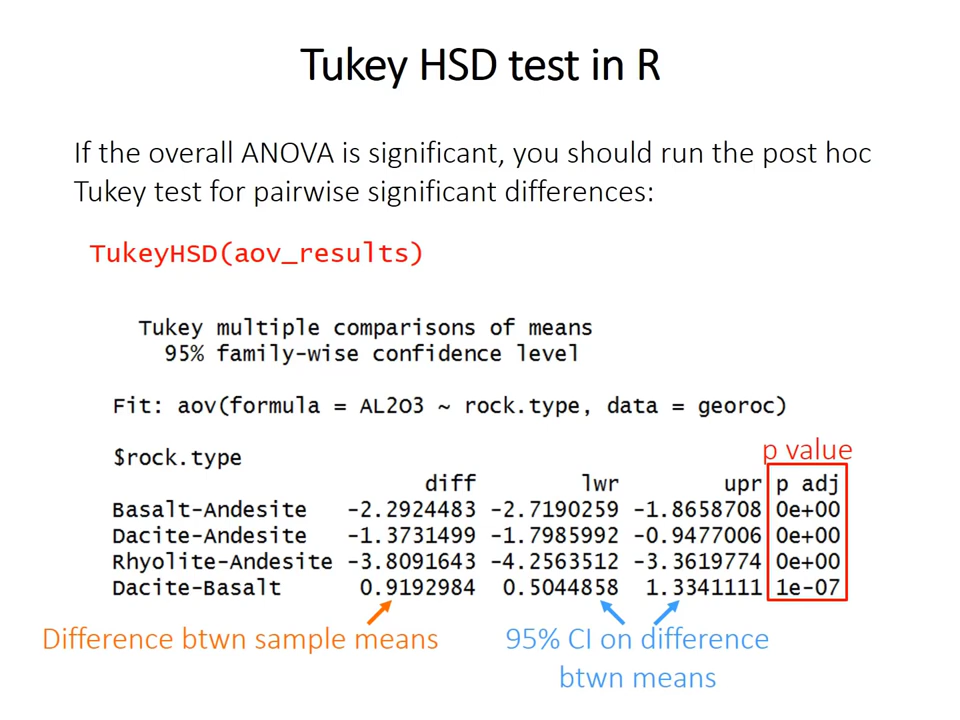 Tukey HSD test in R
If the overall ANOVA is significant, you should run the post hoc
Tukey test for pairwise significant differences:
TukeyHSD(aov_results)
Tukey multiple comparisons of means
95% family-wise confidence level
Fit: aov(formula = AL2O3 ~ rock.type, data = georoc)
p value
$rock.type
diff lwr upr p adj
Basalt-Andesite -2.2924483 -2.7190259 -1.8658708 0e+00
Dacite-Andesite -1.3731499 -1.7985992 -0.9477006 0e+00
Rhyolite-Andesite -3.8091643 -4.2563512 -3.3619774 0e+00
Dacite-Basalt 0.9192984 0.5044858 1.3341111 1e-07
Difference btwn sample means
95% CI on difference
btwn means